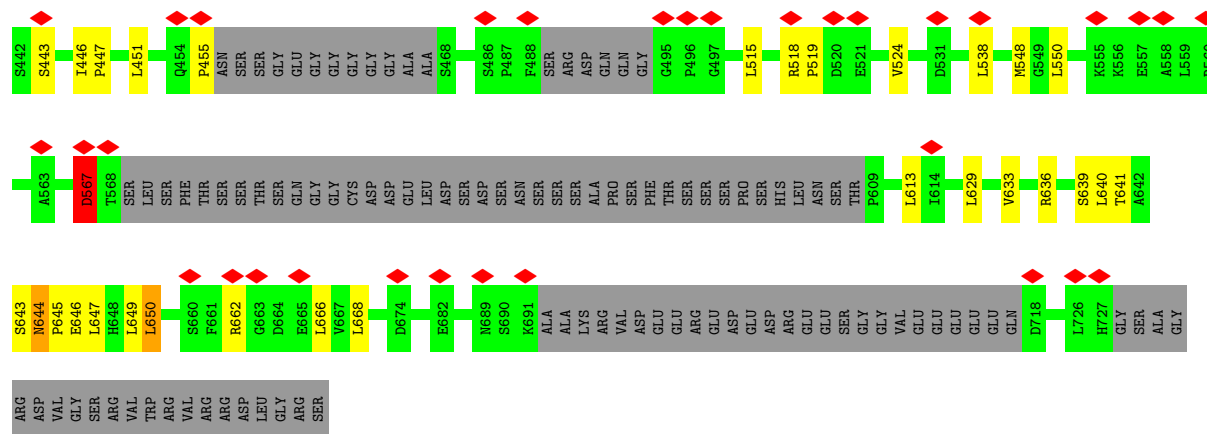 S442 S443 I446 P447 L451 Q454 P455 ASN SER SER GLY GLU GLY GLY GLY GLY GLY ALA ALA S468 S486 P487 F488 SER ARG ASP GLN GLN GLY G495 P496 G497 L515 R518 P519 D520 E521 V524 D531 L538 M548 G549 L550 K555 K556 E557 A558 L559
A563 D567 T568 SER LEU SER PHE THR SER SER THR SER GLN GLY GLY CYS ASP ASP GLU LEU ASP SER ASP SER ASN SER SER SER ALA PRO SER PHE THR SER SER SER PRO SER HIS LEU ASN SER THR P609 L613 I614 L629 V633 R636 S639 L640 T641 A642
S643 N644 P645 E646 L647 H648 L649 L650 S660 F661 R662 G663 D664 E665 L666 V667 L668 D674 E682 N689 S690 K691 ALA ALA LYS ARG VAL ASP GLU GLU ARG GLU ASP GLU ASP ARG GLU GLU SER GLY GLY VAL GLU GLU GLU GLU GLN D718 L726 H727 GLY SER ALA GLY
ARG ASP VAL GLY SER ARG VAL TRP ARG VAL ARG ARG ASP LEU GLY ARG SER